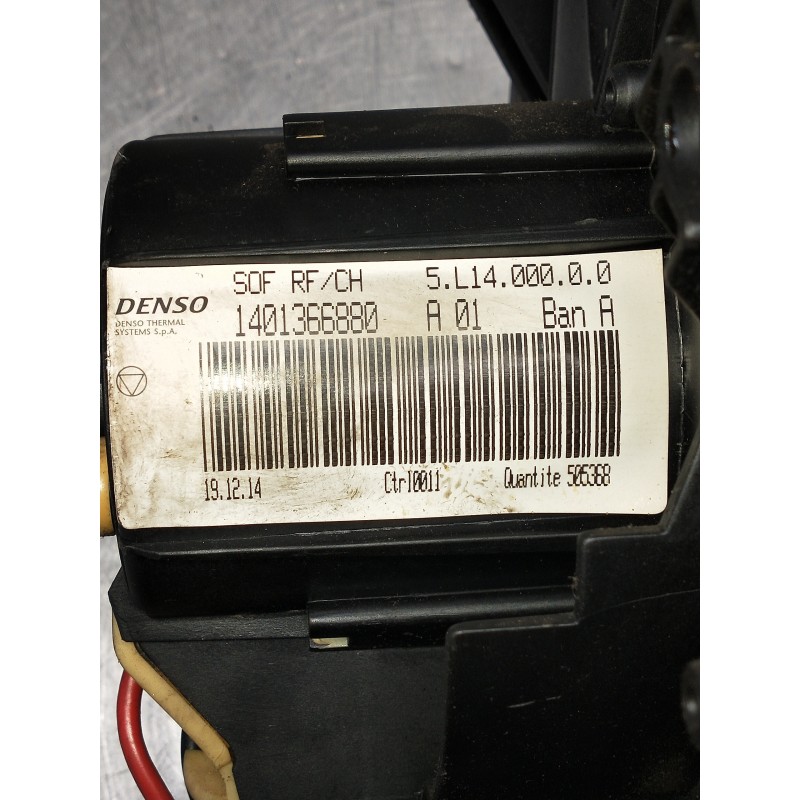 SOF RF/CH 5.L14.000.0.0
DENSO
DENSO THERMAL
SYSTEMS S.p.A.
1401366880 A 01 Ban A
19.12.14 Ctrl0011 Quantite 505368